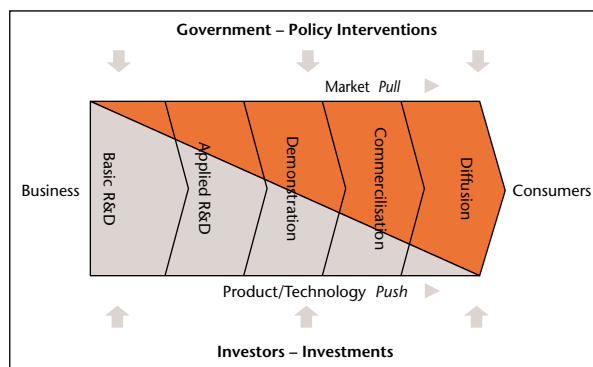 Government – Policy Interventions
Market Pull
Business
Basic R&D
Applied R&D
Demonstration
Commercilisation
Diffusion
Consumers
Product/Technology Push
Investors – Investments